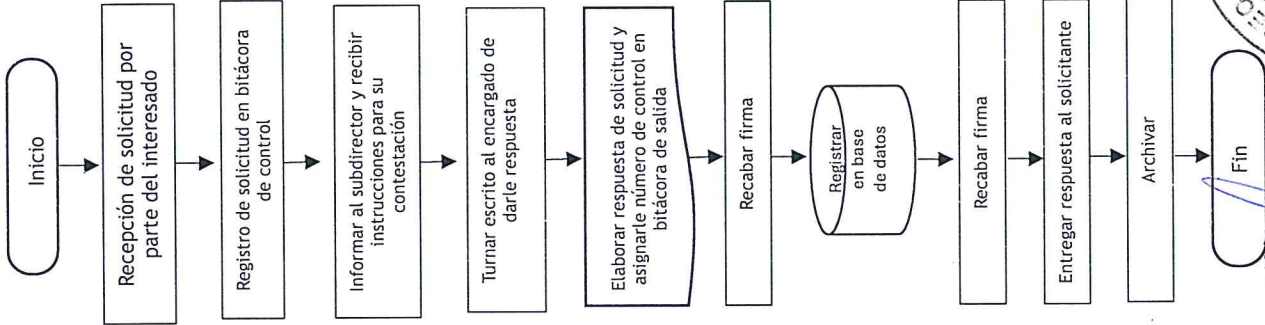 Inicio
Recepción de solicitud por
parte del interesado
Registro de solicitud en bitácora
de control
Informar al subdirector y recibir
instrucciones para su
contestación
Turnar escrito al encargado de
darle respuesta
Elaborar respuesta de solicitud y
asignarle número de control en
bitácora de salida
Recabar firma
Registrar
en base
de datos
Recabar firma
Entregar respuesta al solicitante
Archivar
Fin